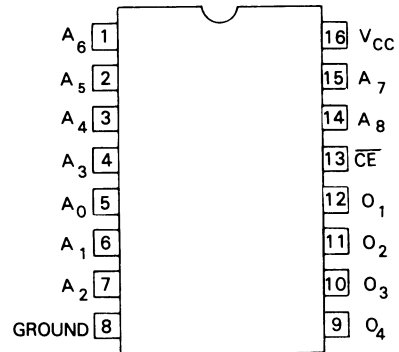 A6 1 16 VCC
A5 2 15 A7
A4 3 14 A8
A3 4 13 CE
A0 5 12 O1
A1 6 11 O2
A2 7 10 O3
GROUND 8 9 O4